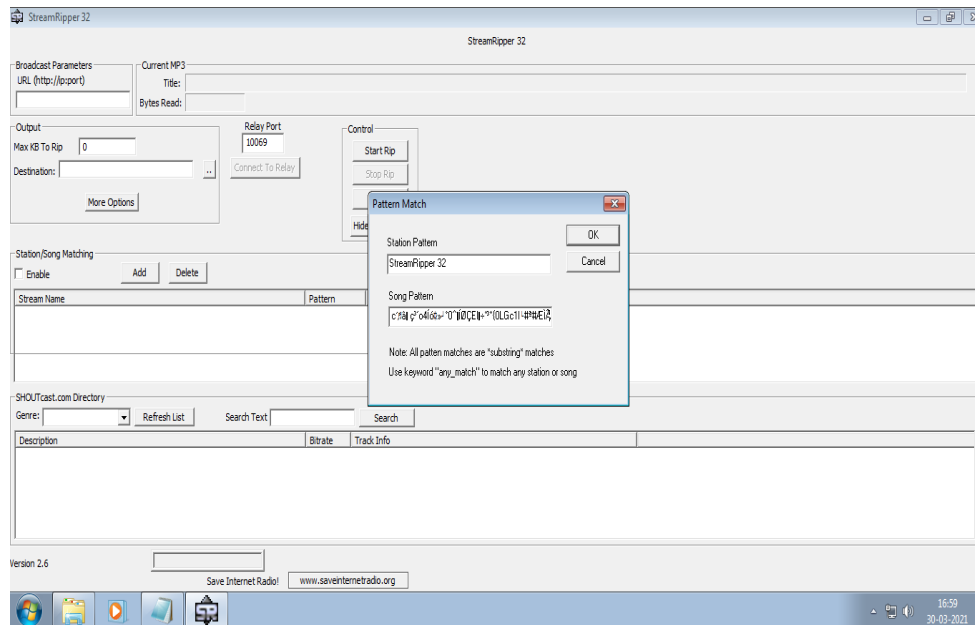 StreamRipper 32
StreamRipper 32
Broadcast Parameters
URL (http://ip:port)
Current MP3
Title:
Bytes Read:
Output
Max KB To Rip 0
Destination: ..
More Options
Relay Port
10069
Connect To Relay
Control
Start Rip
Stop Rip
Hide
Pattern Match
Station Pattern
StreamRipper 32
OK
Cancel
Song Pattern
Note: All patten matches are "substring" matches
Use keyword "any_match" to match any station or song
Station/Song Matching
Enable Add Delete
Stream Name Pattern
SHOUTcast.com Directory
Genre: Refresh List Search Text Search
Description Bitrate Track Info
Version 2.6
Save Internet Radio! www.saveinternetradio.org
SR
16:59
30-03-2021